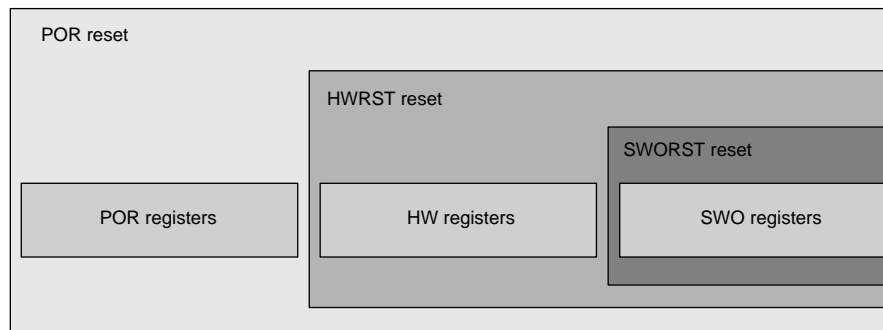 POR reset
HWRST reset
SWORST reset
POR registers
HW registers
SWO registers